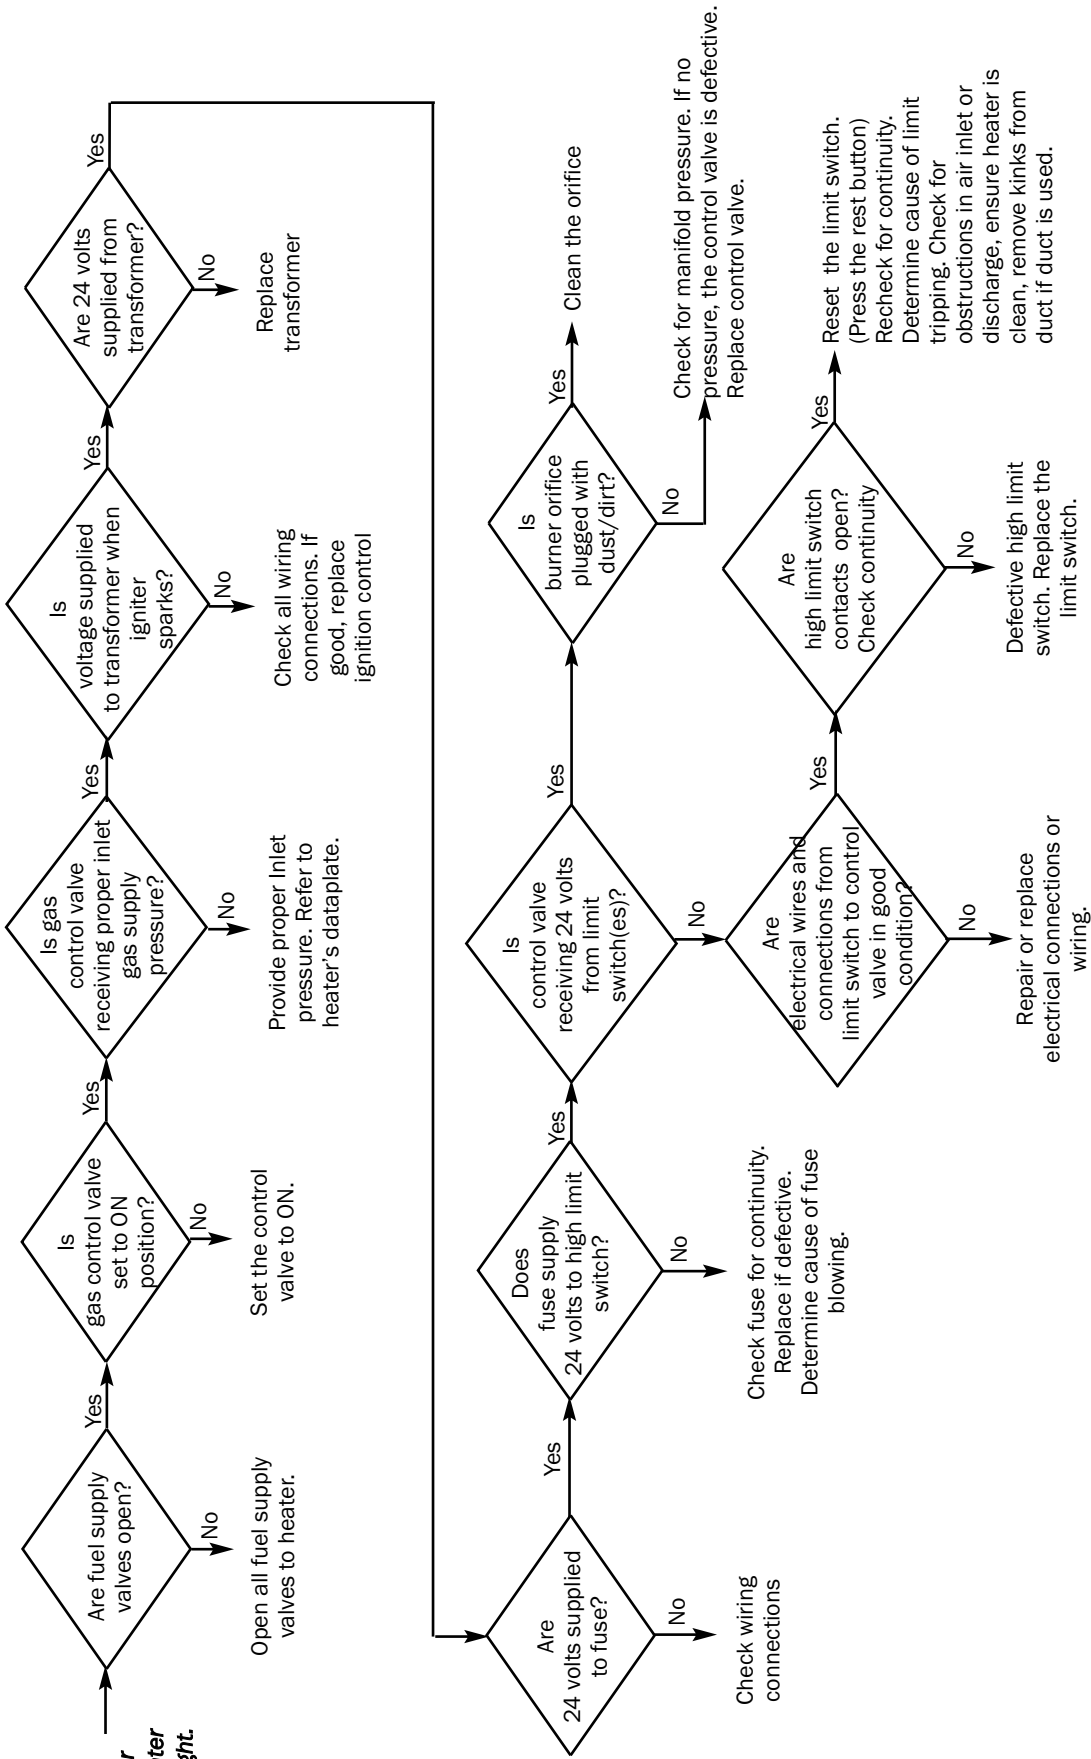 ter
ght.
Are fuel supply
valves open?
Yes
No
Open all fuel supply
valves to heater.
Is
gas control valve
set to ON
position?
Yes
No
Set the control
valve to ON.
Is gas
control valve
receiving proper inlet
gas supply
pressure?
Yes
No
Provide proper Inlet
pressure. Refer to
heater’s dataplate.
Is
voltage supplied
to transformer when
igniter
sparks?
Yes
No
Check all wiring
connections. If
good, replace
ignition control
Are 24 volts
supplied from
transformer?
Yes
No
Replace
transformer
Are
24 volts supplied
to fuse?
Yes
No
Check wiring
connections
Does
fuse supply
24 volts to high limit
switch?
Yes
No
Check fuse for continuity.
Replace if defective.
Determine cause of fuse
blowing.
Is
control valve
receiving 24 volts
from limit
switch(es)?
Yes
No
Is
burner orifice
plugged with
dust/dirt?
Yes
Clean the orifice
No
Check for manifold pressure. If no
pressure, the control valve is defective.
Replace control valve.
Are
electrical wires and
connections from
limit switch to control
valve in good
condition?
Yes
No
Repair or replace
electrical connections or
wiring.
Are
high limit switch
contacts open?
Check continuity
Yes
No
Defective high limit
switch. Replace the
limit switch.
Reset the limit switch.
(Press the rest button)
Recheck for continuity.
Determine cause of limit
tripping. Check for
obstructions in air inlet or
discharge, ensure heater is
clean, remove kinks from
duct if duct is used.